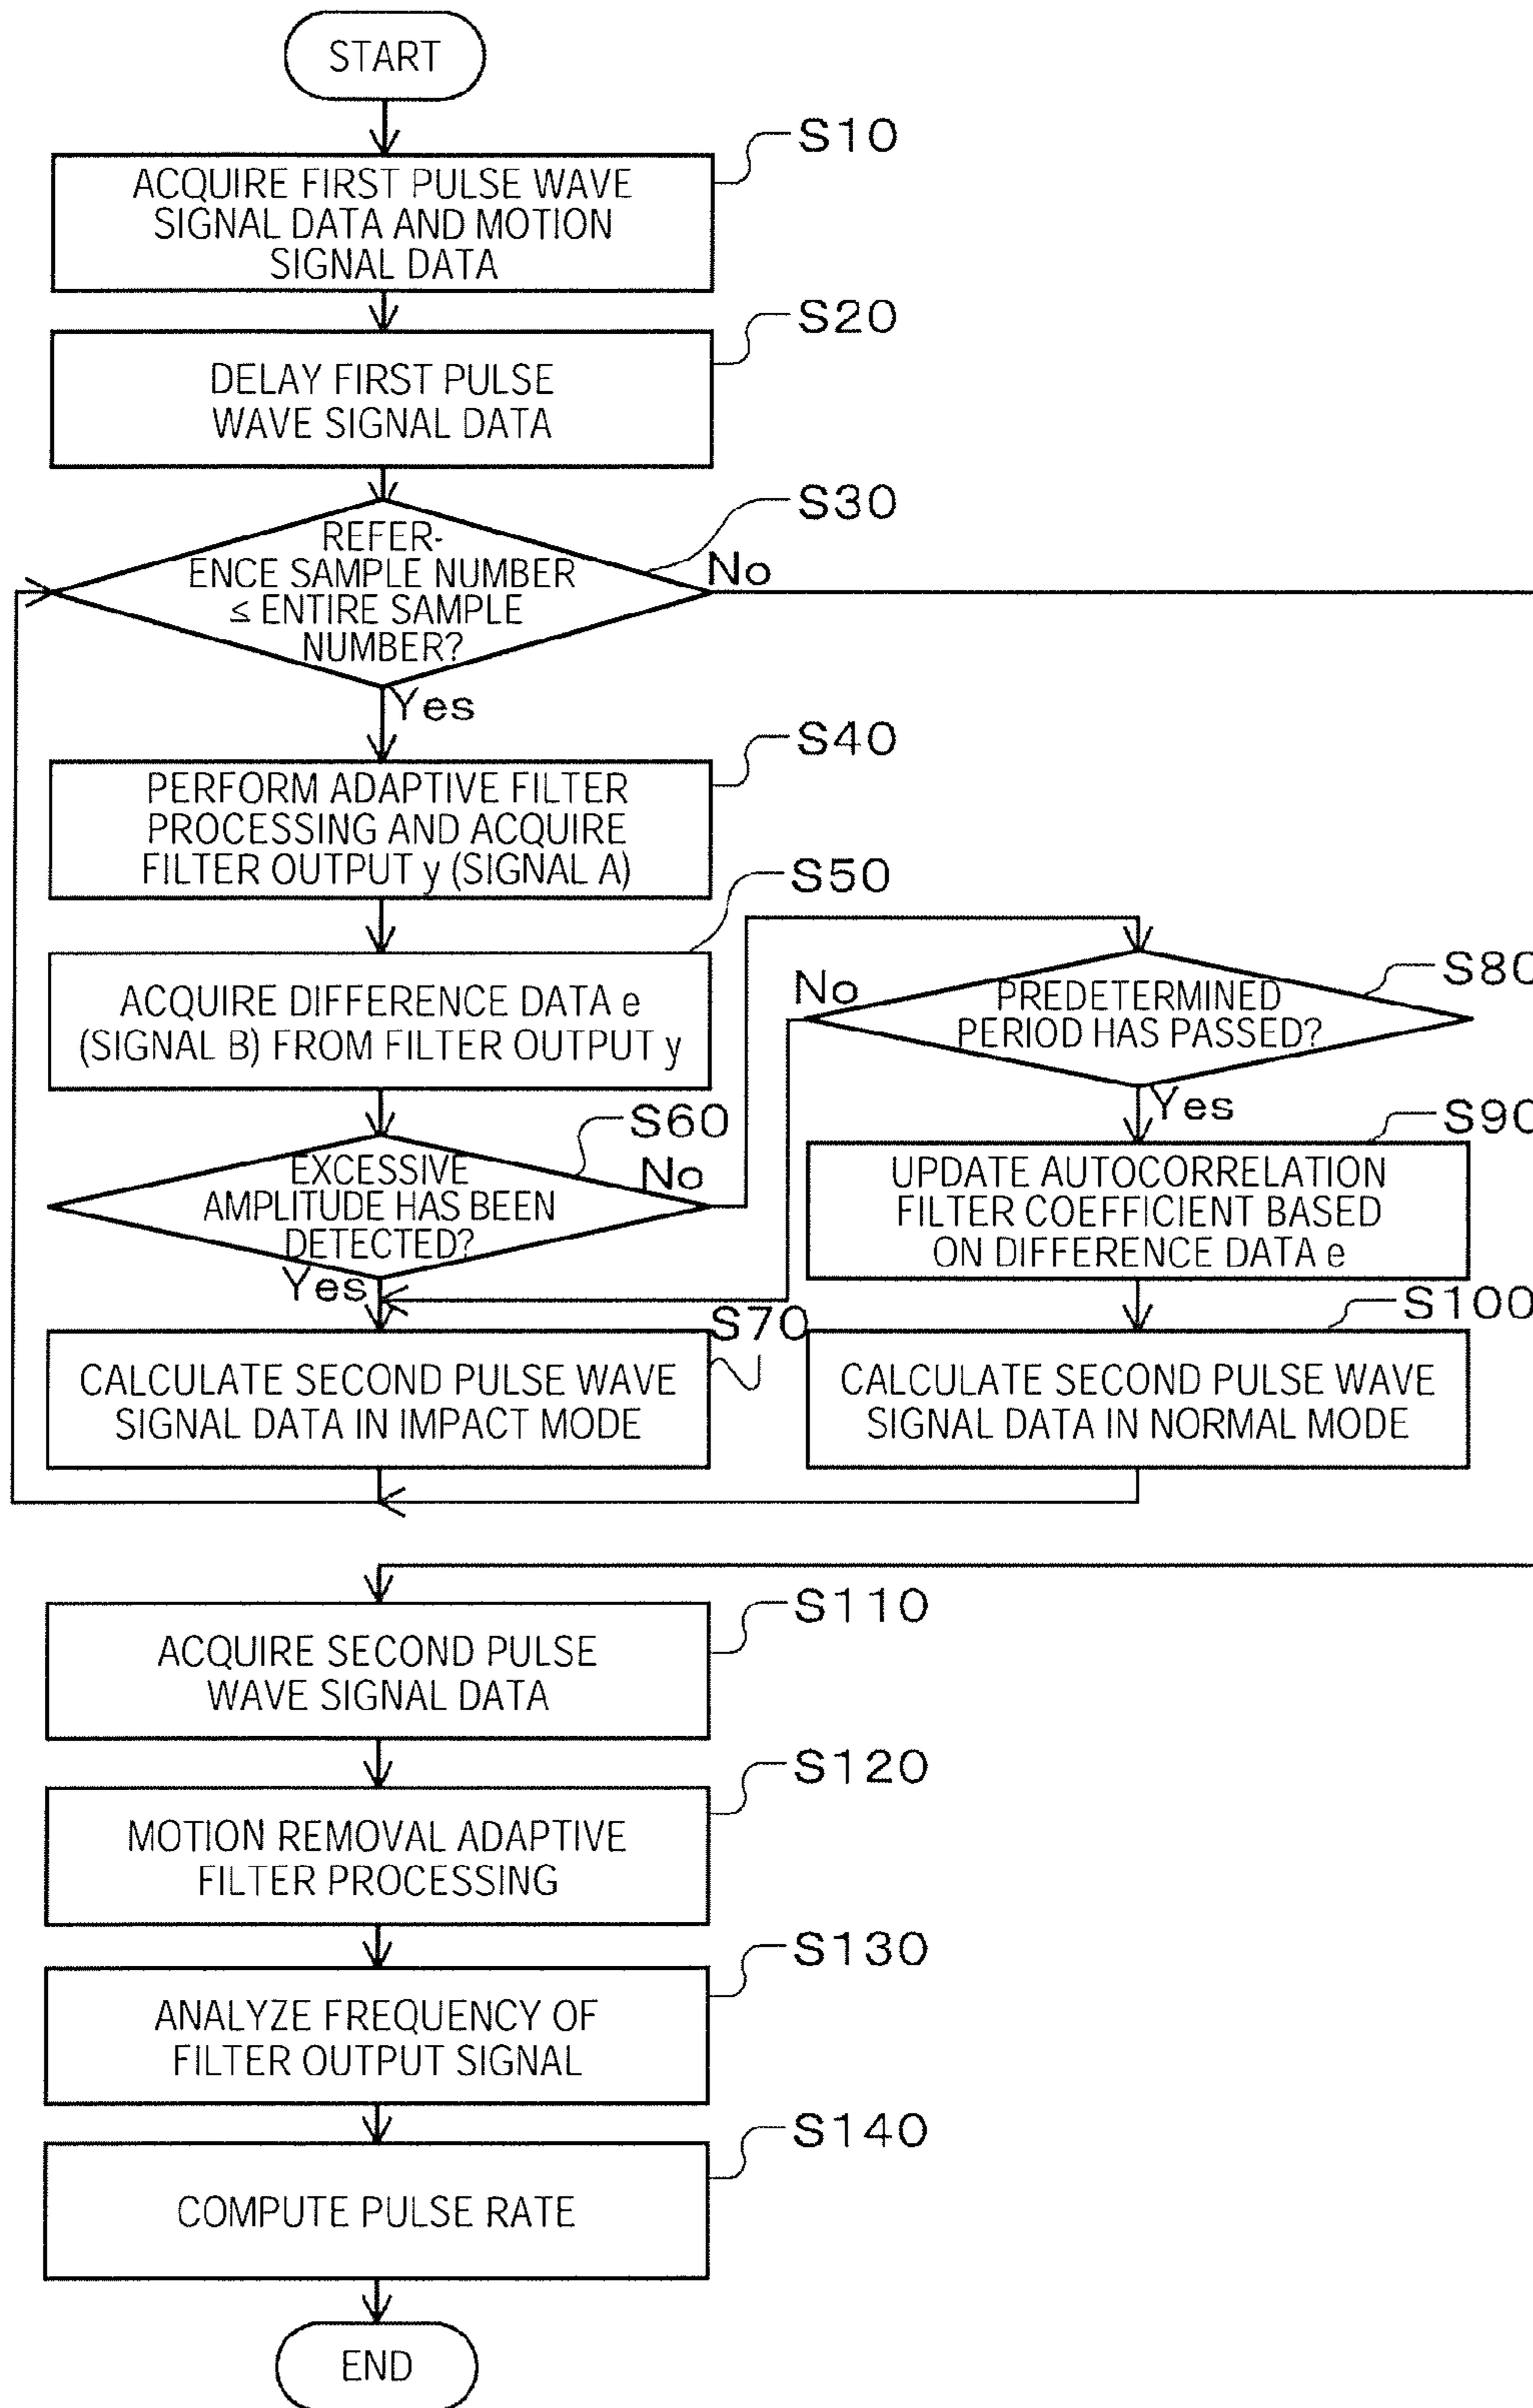 START
S10
ACQUIRE FIRST PULSE WAVE
SIGNAL DATA AND MOTION
SIGNAL DATA
S20
DELAY FIRST PULSE
WAVE SIGNAL DATA
S30
REFER-
ENCE SAMPLE NUMBER
≤ ENTIRE SAMPLE
NUMBER?
No
Yes
S40
PERFORM ADAPTIVE FILTER
PROCESSING AND ACQUIRE
FILTER OUTPUT y (SIGNAL A)
S50
ACQUIRE DIFFERENCE DATA e
(SIGNAL B) FROM FILTER OUTPUT y
S60
EXCESSIVE
AMPLITUDE HAS BEEN
DETECTED?
No
Yes
S70
CALCULATE SECOND PULSE WAVE
SIGNAL DATA IN IMPACT MODE
S80
PREDETERMINED
PERIOD HAS PASSED?
No
Yes
S90
UPDATE AUTOCORRELATION
FILTER COEFFICIENT BASED
ON DIFFERENCE DATA e
S100
CALCULATE SECOND PULSE WAVE
SIGNAL DATA IN NORMAL MODE
S110
ACQUIRE SECOND PULSE
WAVE SIGNAL DATA
S120
MOTION REMOVAL ADAPTIVE
FILTER PROCESSING
S130
ANALYZE FREQUENCY OF
FILTER OUTPUT SIGNAL
S140
COMPUTE PULSE RATE
END